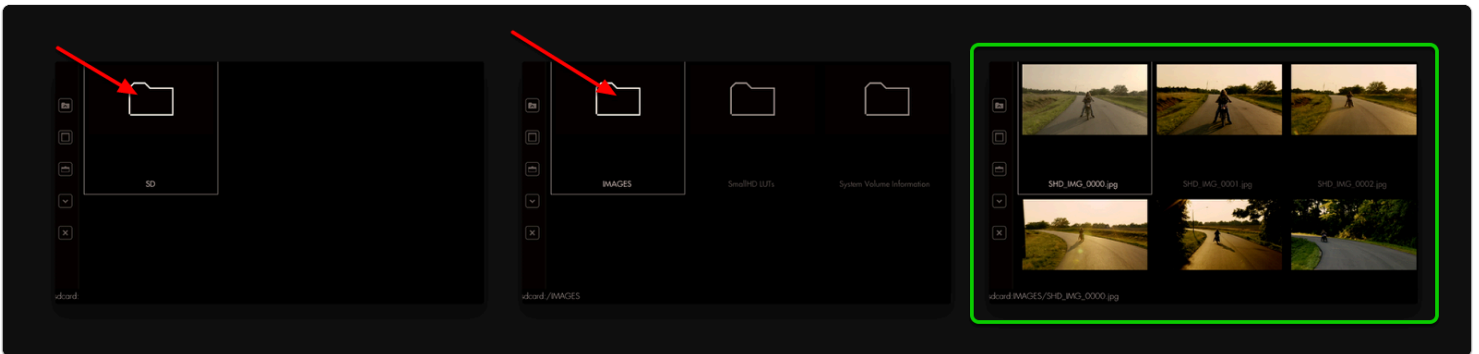 SD
sdcard:
IMAGES
SmallHD LUTs
System Volume Information
sdcard:/IMAGES
SHD_IMG_0000.jpg
SHD_IMG_0001.jpg
SHD_IMG_0002.jpg
sdcard:IMAGES/SHD_IMG_0000.jpg